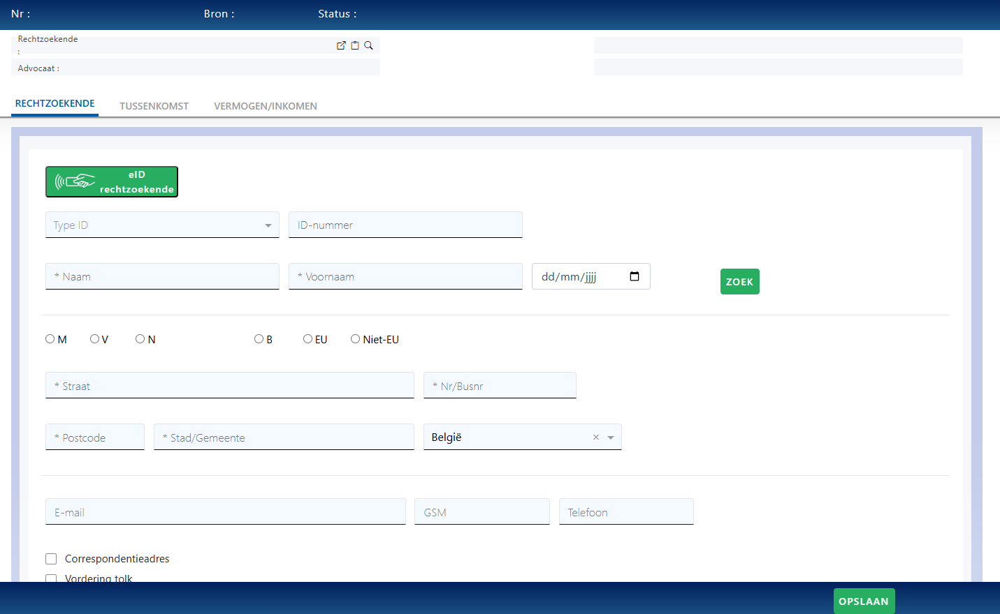 Nr :
Bron :
Status :
Rechtzoekende
:
Advocaat :
RECHTZOEKENDE
TUSSENKOMST
VERMOGEN/INKOMEN
eID
rechtzoekende
Type ID
ID-nummer
* Naam
* Voornaam
dd/mm/jjjj
ZOEK
M
V
N
B
EU
Niet-EU
* Straat
* Nr/Busnr
* Postcode
* Stad/Gemeente
België
E-mail
GSM
Telefoon
Correspondentieadres
Vordering tolk
OPSLAAN